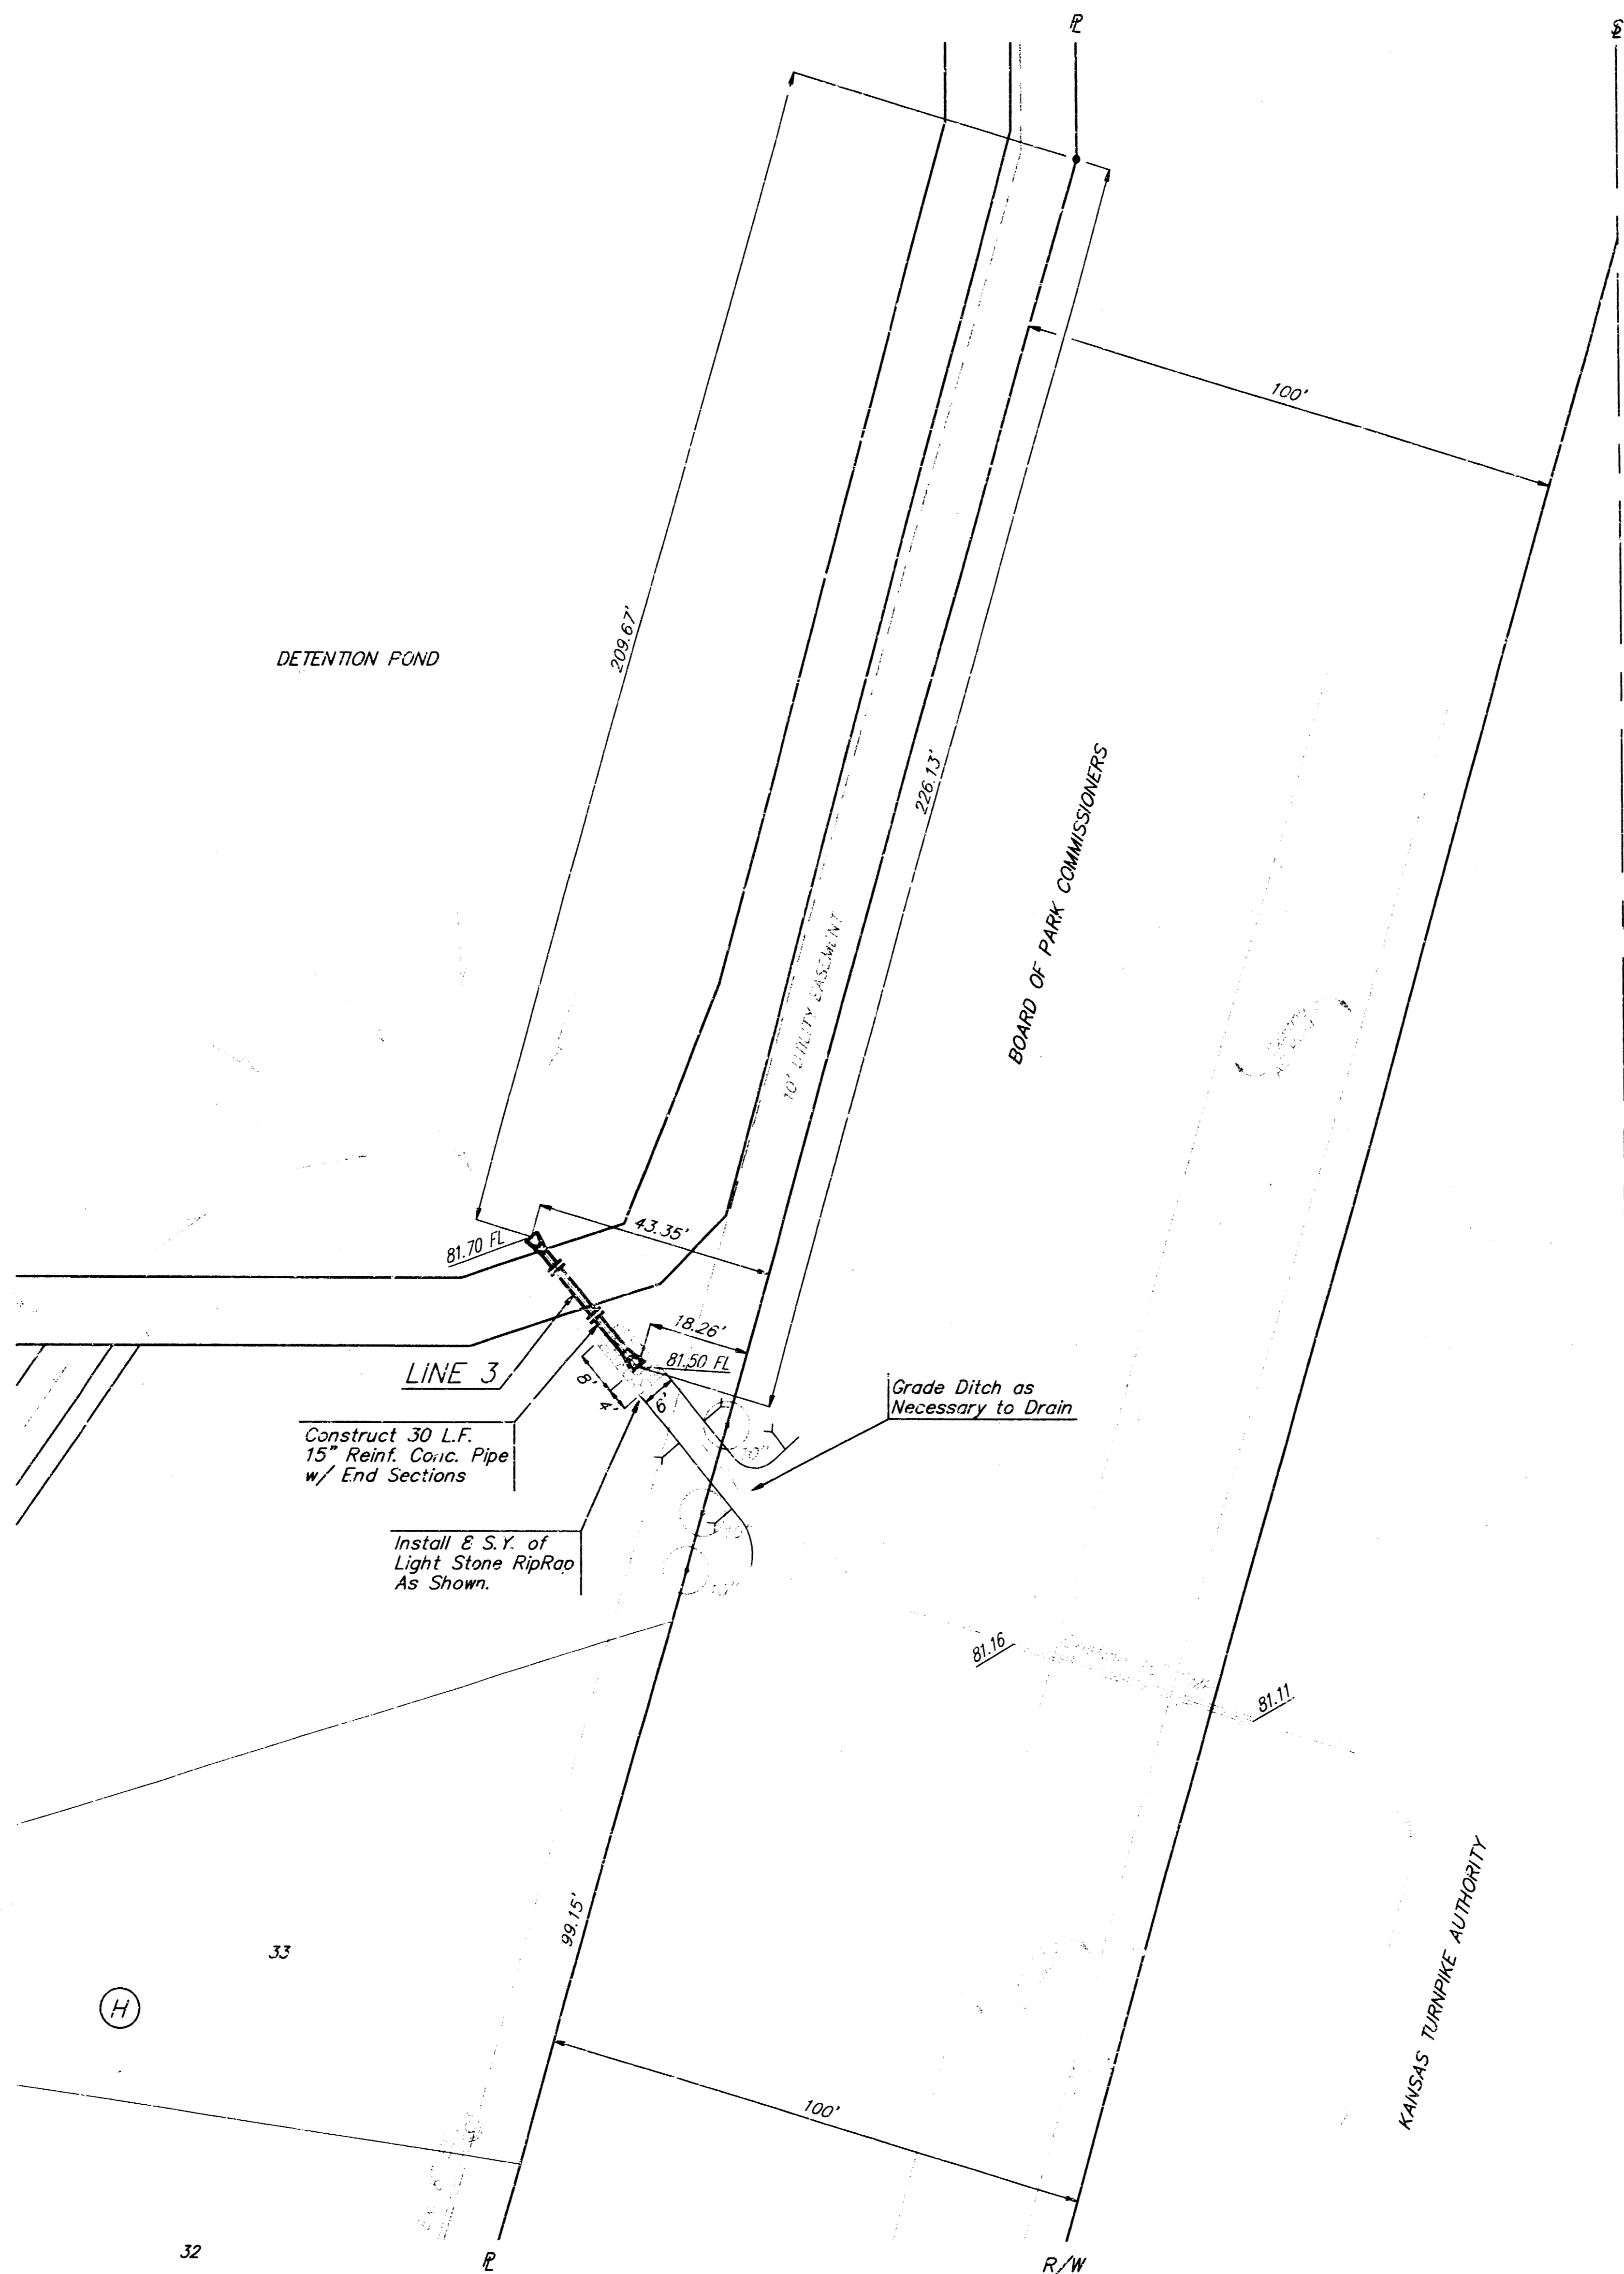 ℄
DETENTION POND
209.67'
100'
226.13'
BOARD OF PARK COMMISSIONERS
10' UTILITY EASEMENT
43.35'
81.70 FL
18.26'
81.50 FL
LINE 3
8'
4'
6'
Grade Ditch as
Necessary to Drain
Construct 30 L.F.
15" Reinf. Conc. Pipe
w/ End Sections
Install 8 S.Y. of
Light Stone RipRap
As Shown.
81.16
81.11
99.15'
33
H
KANSAS TURNPIKE AUTHORITY
100'
32
R/W